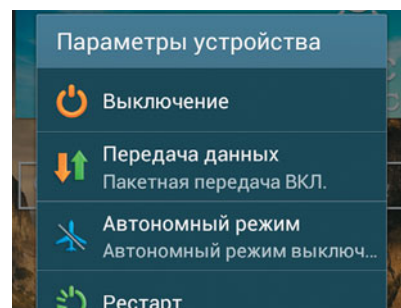 Параметры устройства
Выключение
Передача данных
Пакетная передача ВКЛ.
Автономный режим
Автономный режим выключ...
Рестарт